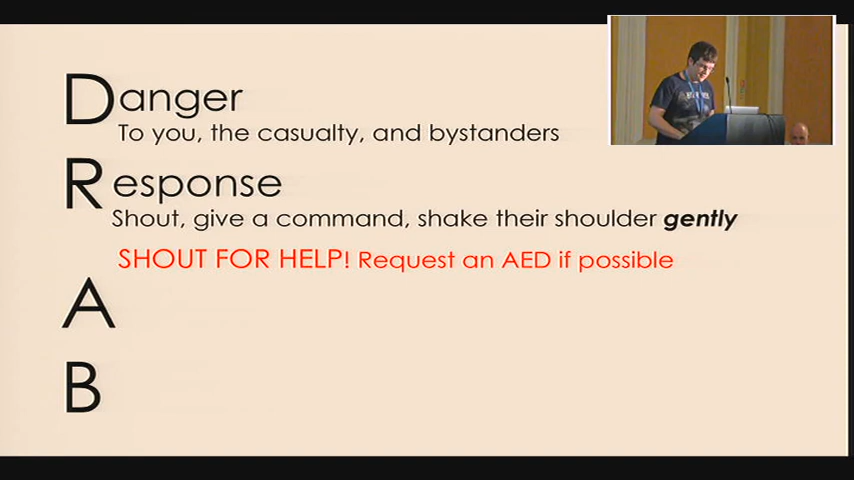 Danger
To you, the casualty, and bystanders
Response
Shout, give a command, shake their shoulder gently
SHOUT FOR HELP! Request an AED if possible
A
B